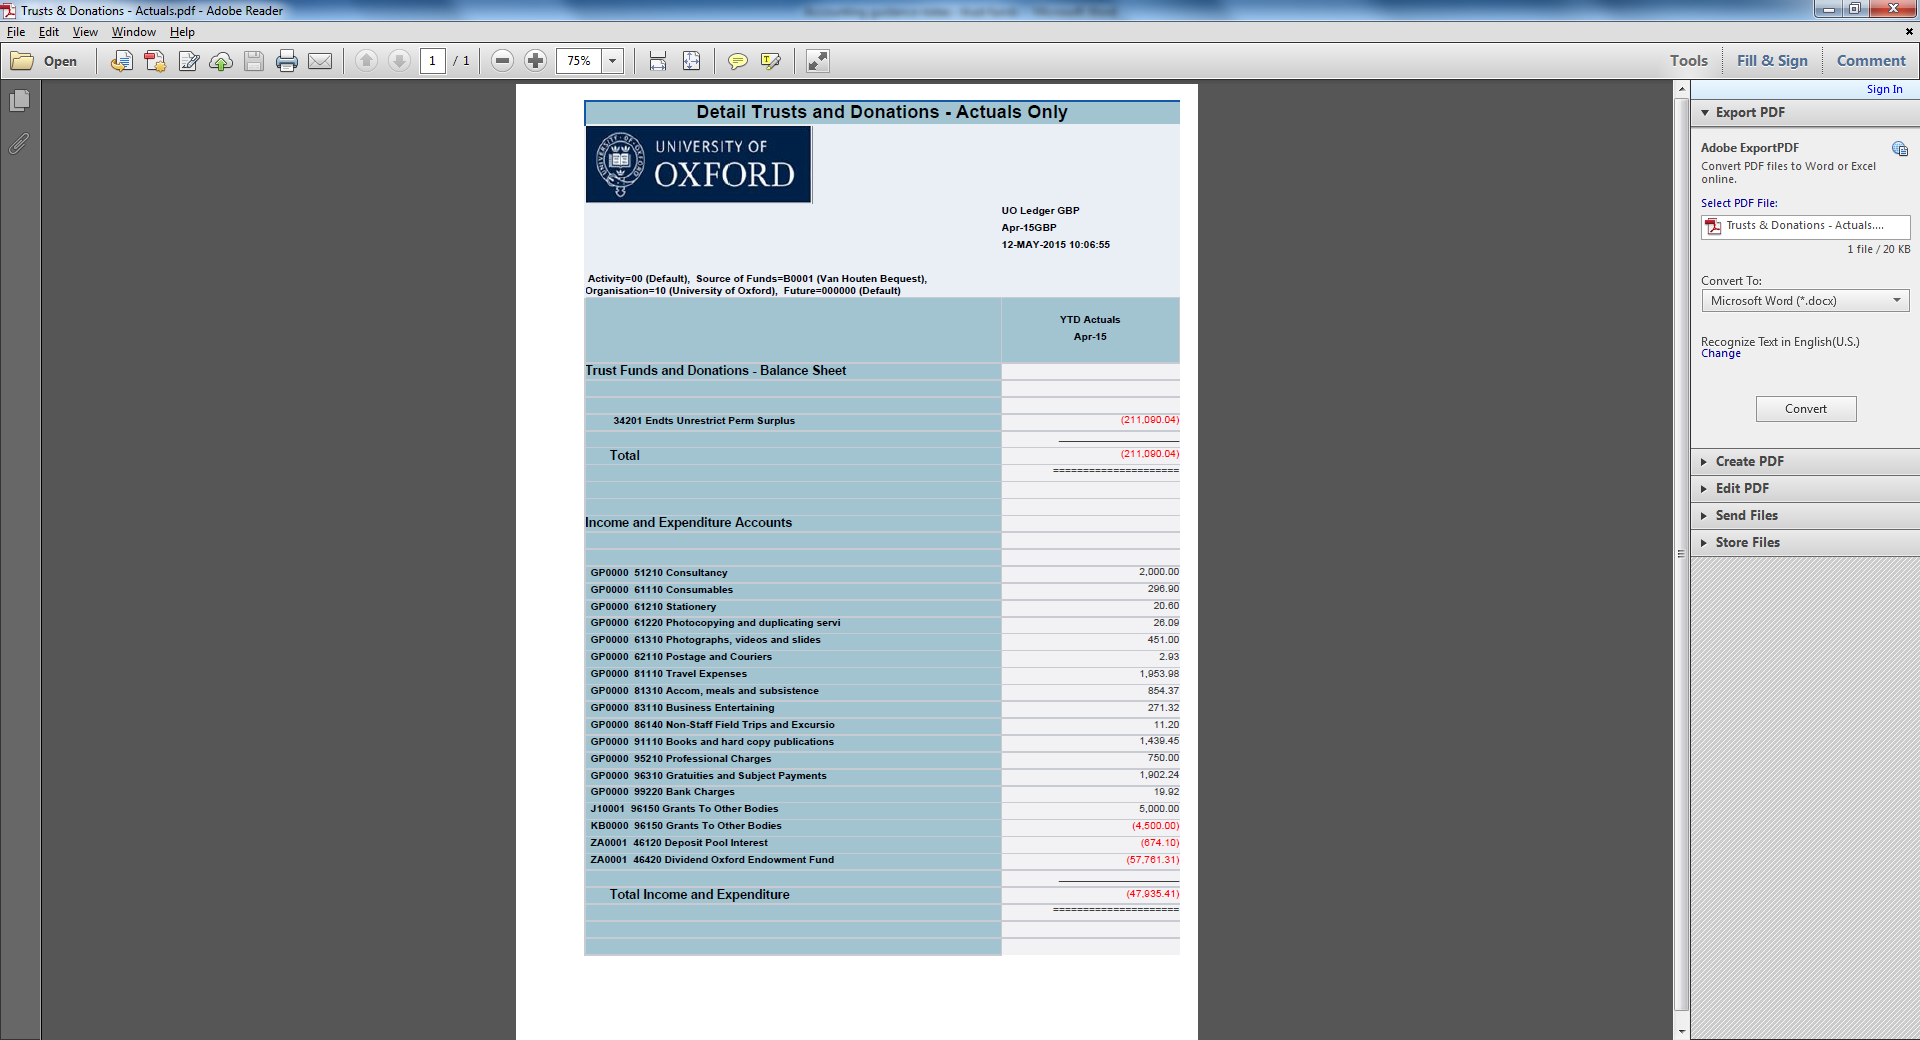 Trusts & Donations - Actuals.pdf - Adobe Reader
File Edit View Window Help
Open 1 / 1 75% Tools Fill & Sign Comment
Sign In
Export PDF
Adobe ExportPDF
Convert PDF files to Word or Excel
online.
Select PDF File:
Trusts & Donations - Actuals....
1 file / 20 KB
Convert To:
Microsoft Word (*.docx)
Recognize Text in English(U.S.)
Change
Convert
Create PDF
Edit PDF
Send Files
Store Files
Detail Trusts and Donations - Actuals Only
UNIVERSITY OF
OXFORD
UO Ledger GBP
Apr-15GBP
12-MAY-2015 10:06:55
Activity=00 (Default), Source of Funds=B0001 (Van Houten Bequest),
Organisation=10 (University of Oxford), Future=000000 (Default)
YTD Actuals
Apr-15
Trust Funds and Donations - Balance Sheet
34201 Endts Unrestrict Perm Surplus (211,090.04)
Total (211,090.04)
=====================
Income and Expenditure Accounts
GP0000 51210 Consultancy 2,000.00
GP0000 61110 Consumables 296.90
GP0000 61210 Stationery 20.60
GP0000 61220 Photocopying and duplicating servi 26.09
GP0000 61310 Photographs, videos and slides 451.00
GP0000 62110 Postage and Couriers 2.93
GP0000 81110 Travel Expenses 1,953.98
GP0000 81310 Accom, meals and subsistence 854.37
GP0000 83110 Business Entertaining 271.32
GP0000 86140 Non-Staff Field Trips and Excursio 11.20
GP0000 91110 Books and hard copy publications 1,439.45
GP0000 95210 Professional Charges 750.00
GP0000 96310 Gratuities and Subject Payments 1,902.24
GP0000 99220 Bank Charges 19.92
J10001 96150 Grants To Other Bodies 5,000.00
KB0000 96150 Grants To Other Bodies (4,500.00)
ZA0001 46120 Deposit Pool Interest (674.10)
ZA0001 46420 Dividend Oxford Endowment Fund (57,761.31)
Total Income and Expenditure (47,935.41)
=====================